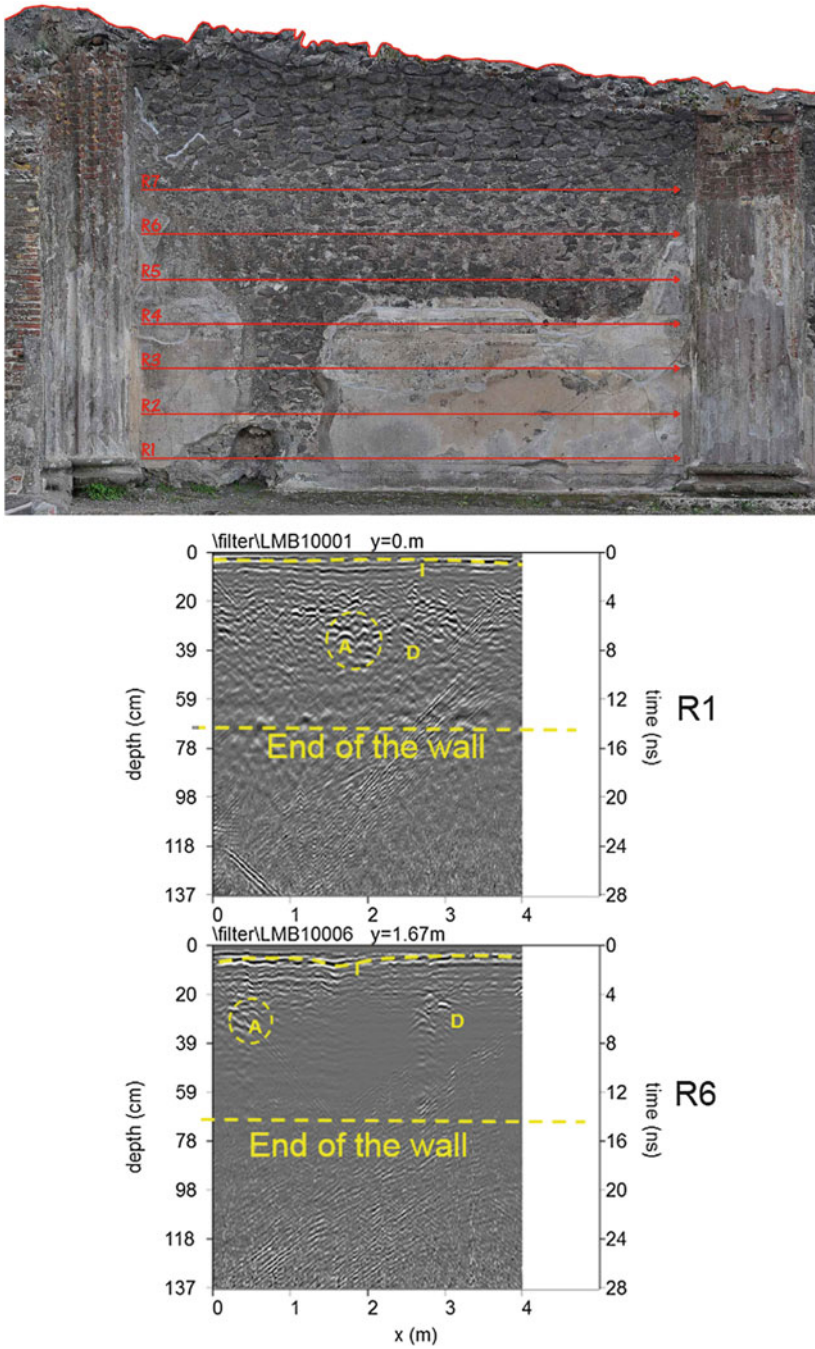 R7
R6
R5
R4
R3
R2
R1
\filter\LMB10001 y=0.m
0 0
20 4
39 8
59 12
78 16
98 20
118 24
137 28
depth (cm)
time (ns)
I
A D
End of the wall
R1
0 1 2 3 4
\filter\LMB10006 y=1.67m
0 0
20 4
39 8
59 12
78 16
98 20
118 24
137 28
depth (cm)
time (ns)
I
A D
End of the wall
R6
0 1 2 3 4
x (m)